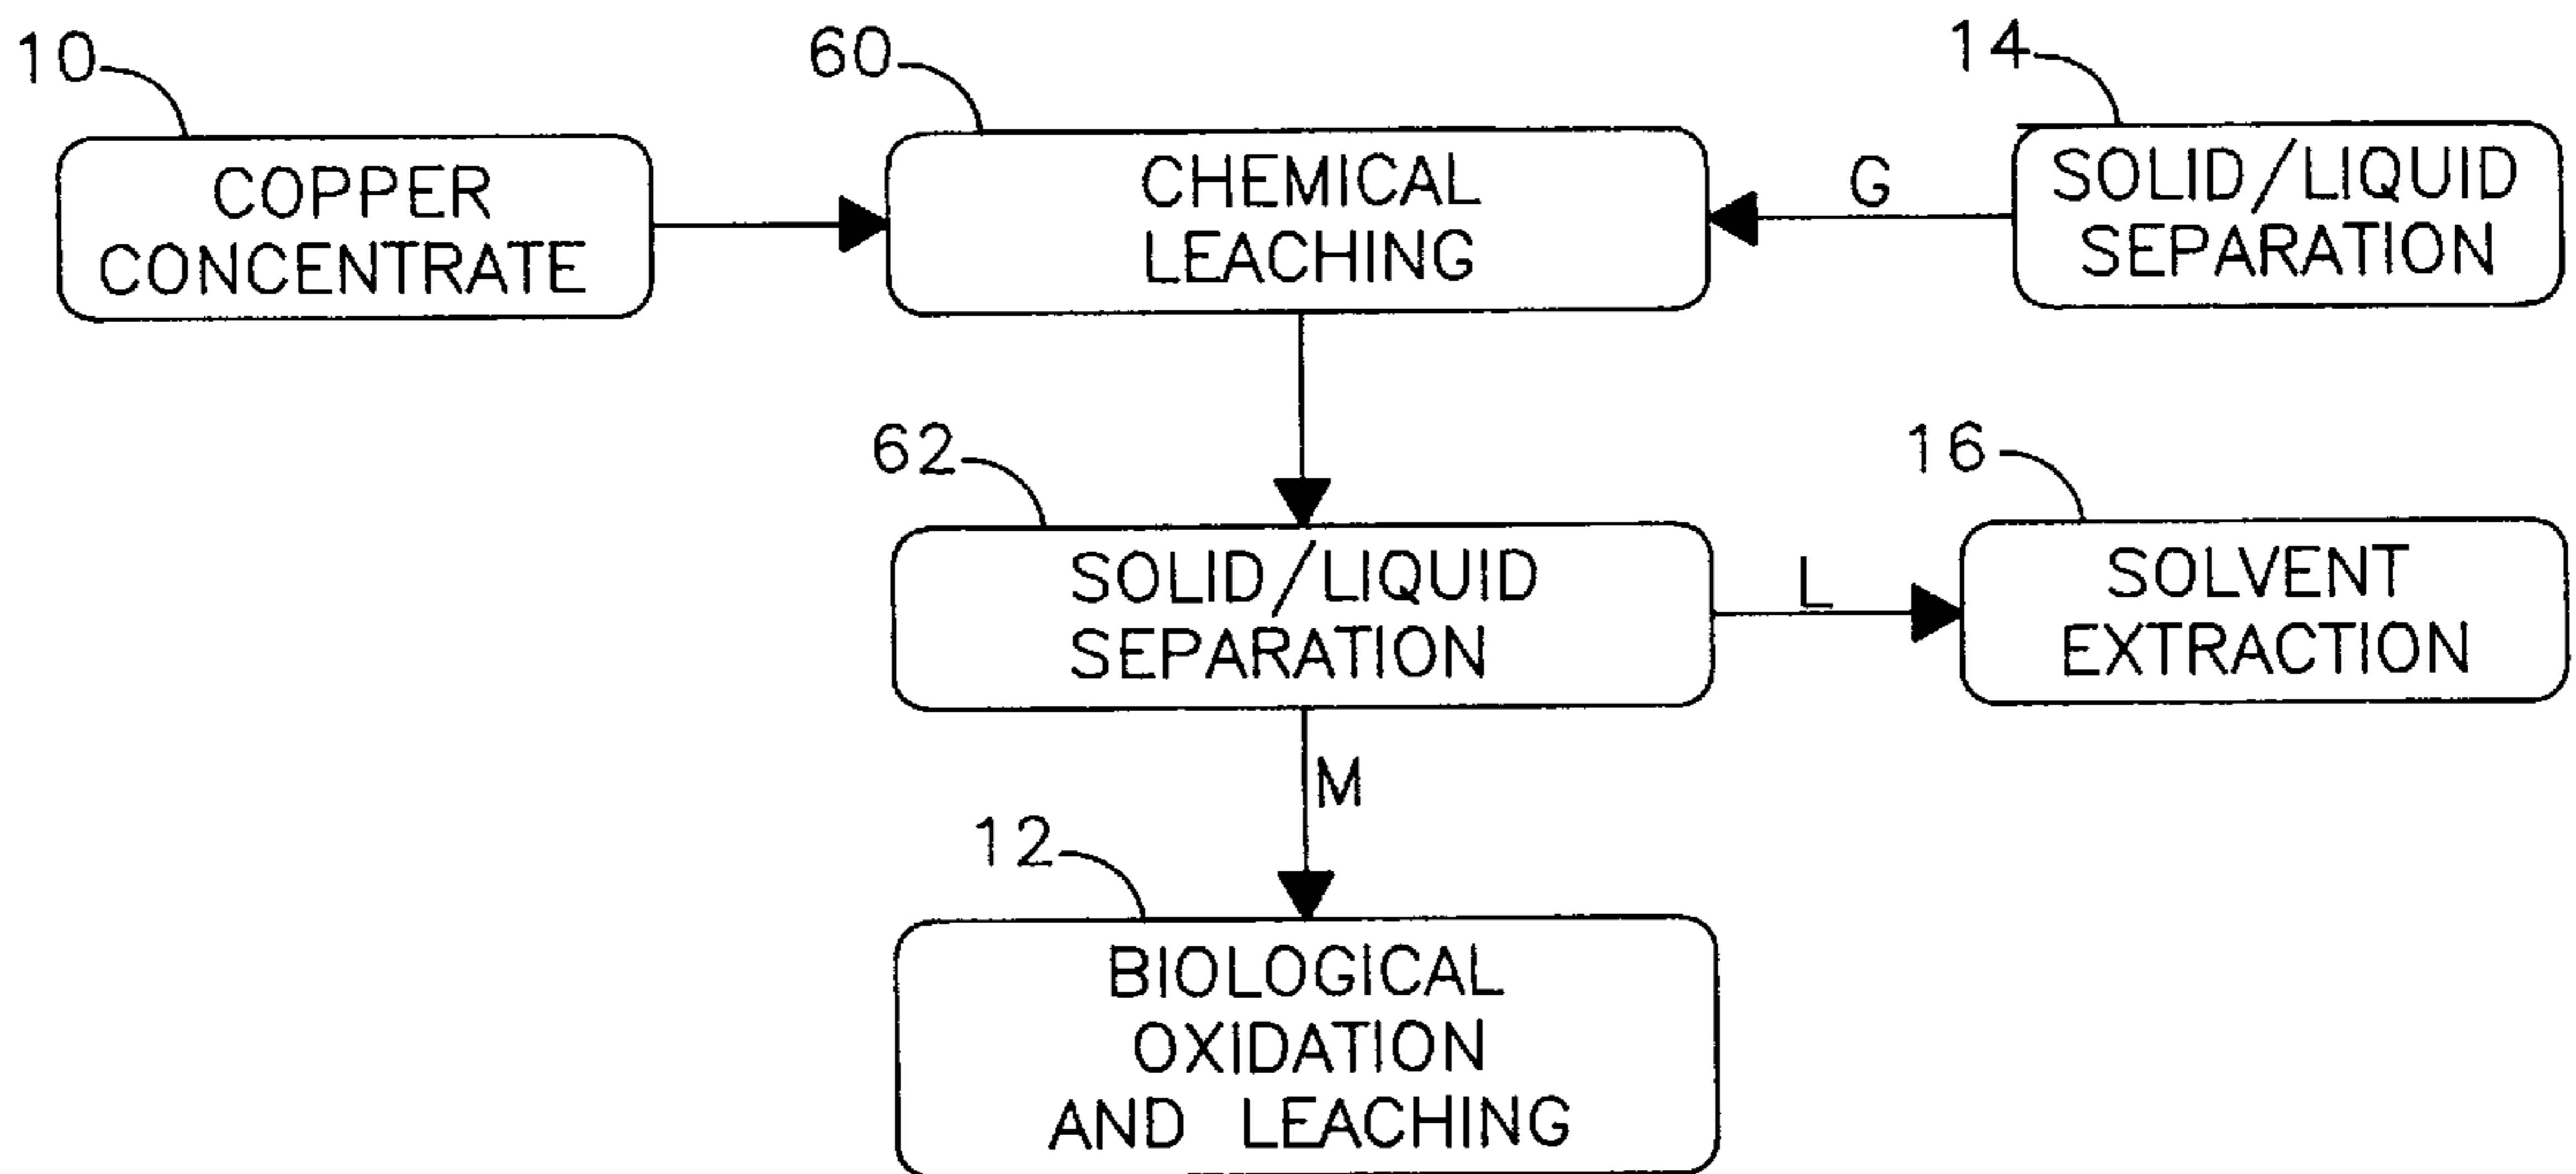 10
60
14
COPPER
CONCENTRATE
CHEMICAL
LEACHING
G
SOLID/LIQUID
SEPARATION
62
16
SOLID/LIQUID
SEPARATION
L
SOLVENT
EXTRACTION
M
12
BIOLOGICAL
OXIDATION
AND LEACHING